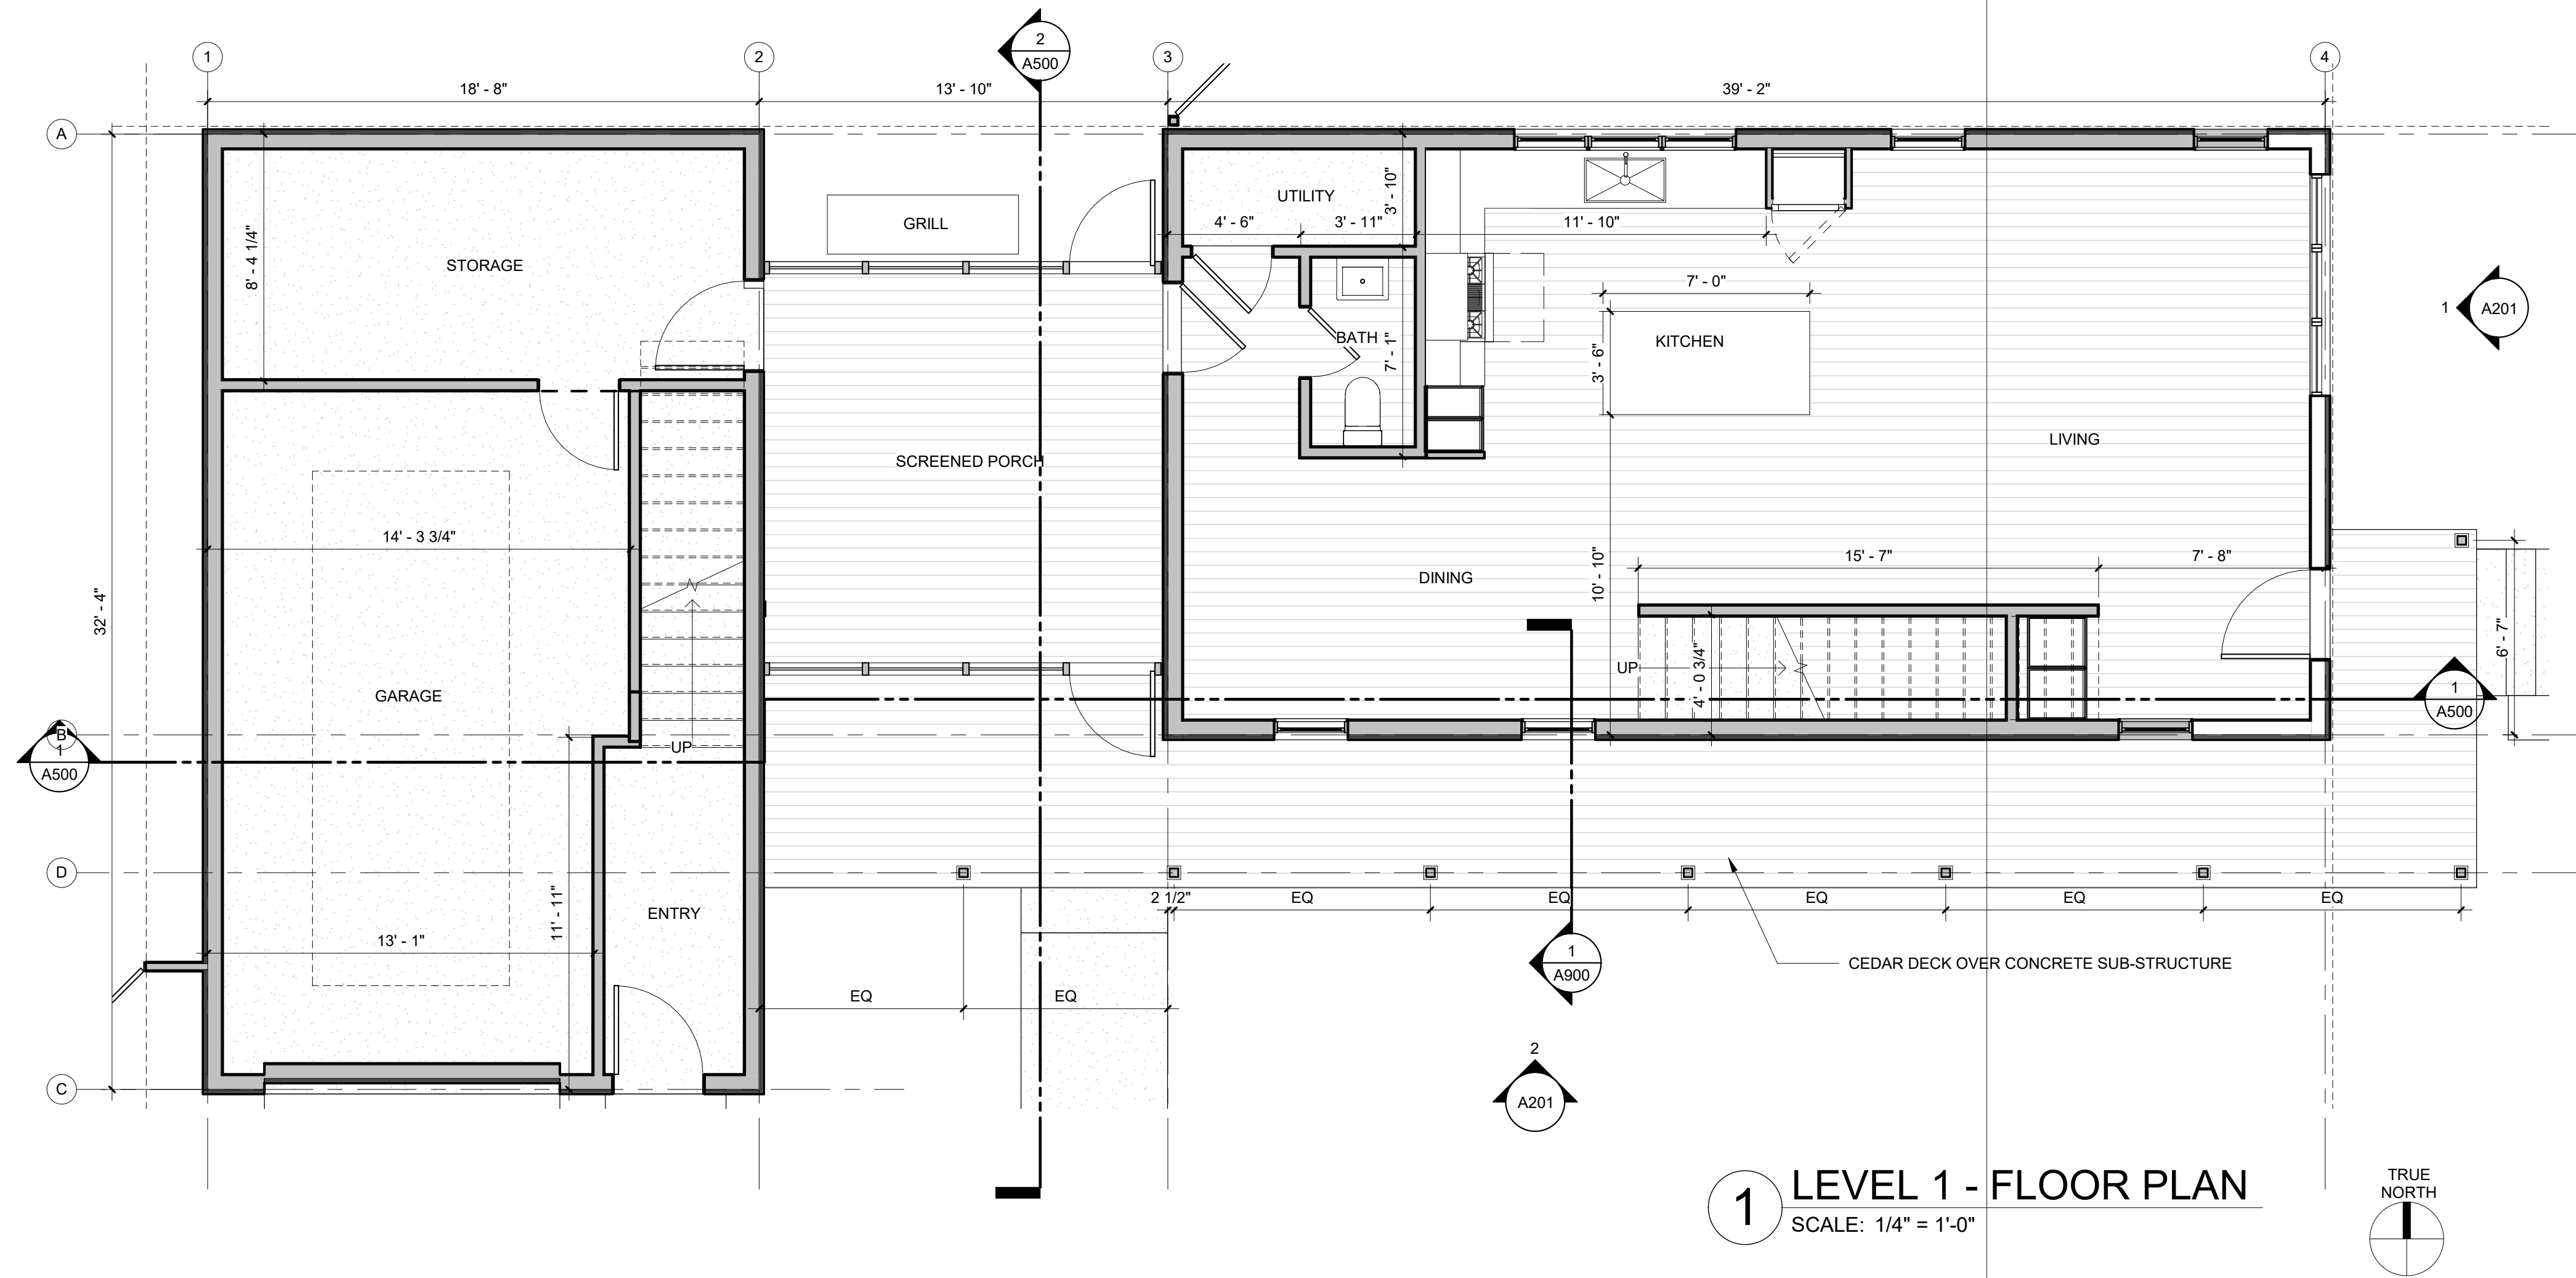 2
A500
1
2
3
4
18' - 8"
13' - 10"
39' - 2"
A
UTILITY
3' - 10"
GRILL
4' - 6"
3' - 11"
11' - 10"
STORAGE
8' - 4 1/4"
7' - 0"
1
A201
BATH
7' - 1"
KITCHEN
3' - 6"
LIVING
SCREENED PORCH
14' - 3 3/4"
15' - 7"
7' - 8"
DINING
10' - 10"
32' - 4"
6' - 7"
UP
4' - 0 3/4"
GARAGE
1
A500
B
1
A500
UP
D
2 1/2"
EQ
EQ
EQ
EQ
EQ
11' - 11"
ENTRY
13' - 1"
1
A900
CEDAR DECK OVER CONCRETE SUB-STRUCTURE
EQ
EQ
2
A201
C
1
LEVEL 1 - FLOOR PLAN
SCALE: 1/4" = 1'-0"
TRUE
NORTH